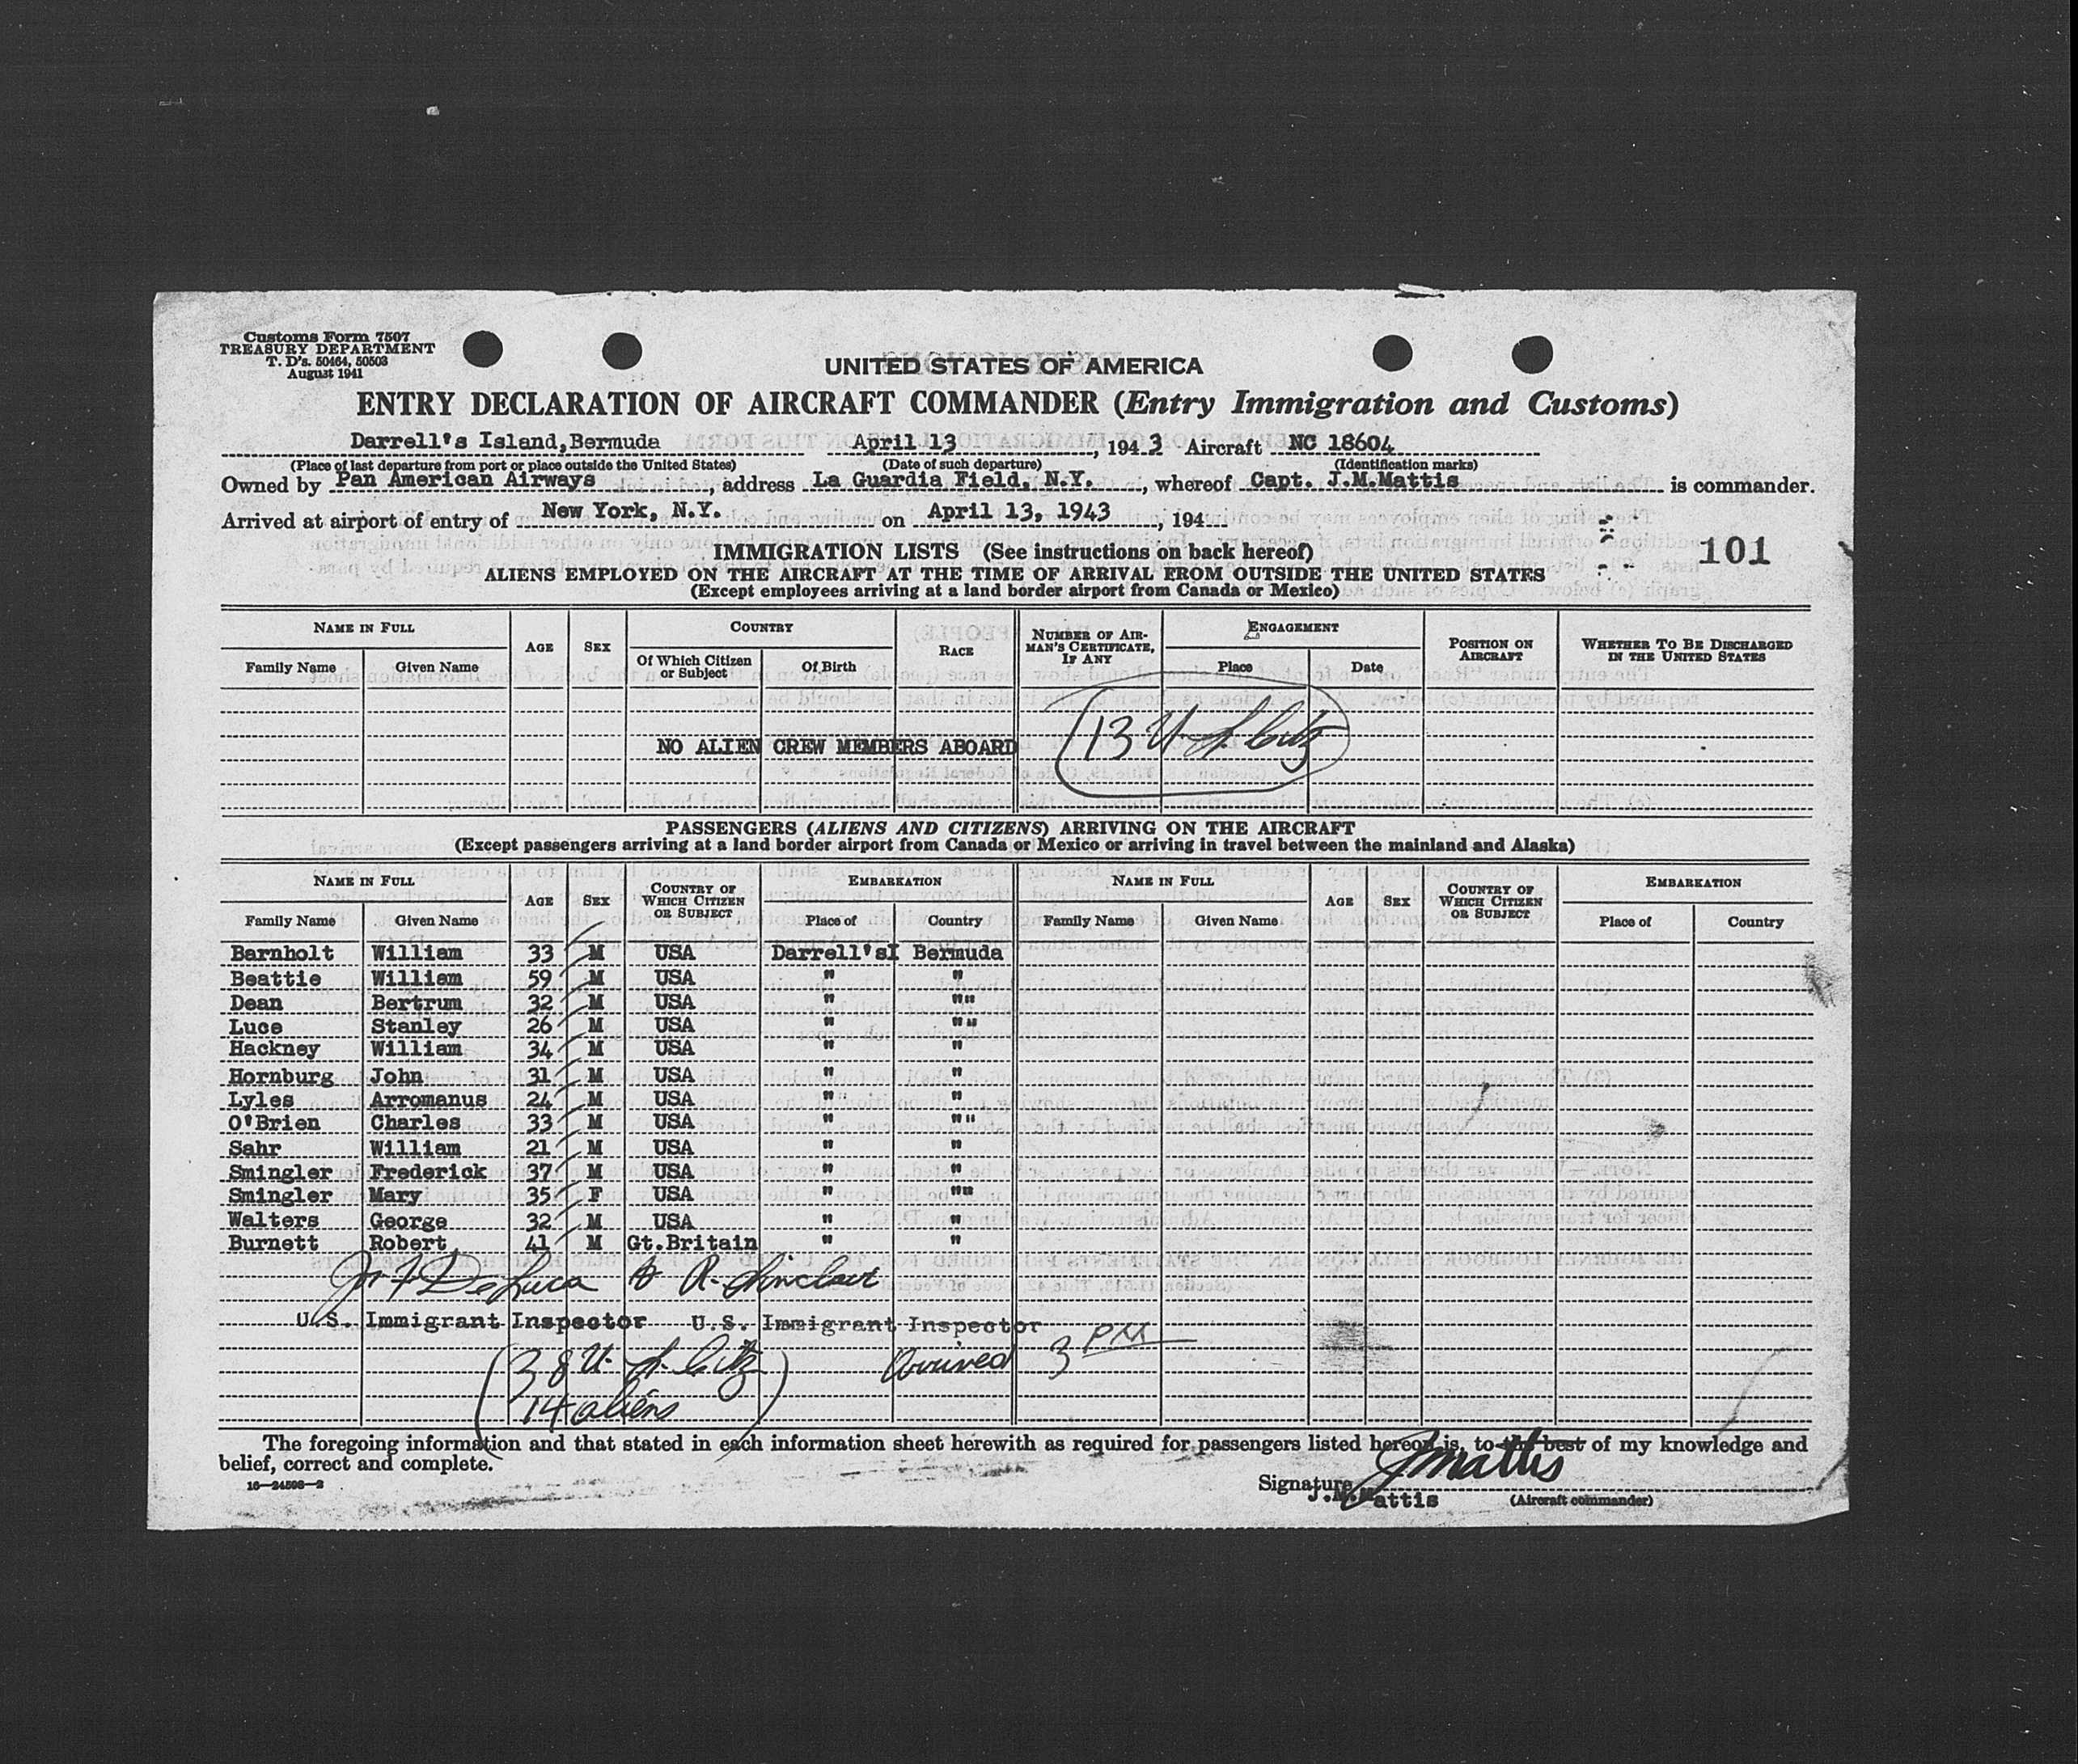 Customs Form 7507
TREASURY DEPARTMENT
T. D's. 50464, 50503
August 1941
UNITED STATES OF AMERICA
ENTRY DECLARATION OF AIRCRAFT COMMANDER (Entry Immigration and Customs)
Darrell's Island, Bermuda April 13, 1943 Aircraft NC 18604
(Place of last departure from port or place outside the United States) (Date of such departure) (Identification marks)
Owned by Pan American Airways, address La Guardia Field, N.Y., whereof Capt. J.M.Mattis is commander.
Arrived at airport of entry of New York, N.Y. on April 13, 1943, 194
IMMIGRATION LISTS (See instructions on back hereof) 101
ALIENS EMPLOYED ON THE AIRCRAFT AT THE TIME OF ARRIVAL FROM OUTSIDE THE UNITED STATES
(Except employees arriving at a land border airport from Canada or Mexico)
NAME IN FULL AGE SEX COUNTRY RACE NUMBER OF AIRMAN'S CERTIFICATE, IF ANY ENGAGEMENT POSITION ON AIRCRAFT WHETHER TO BE DISCHARGED IN THE UNITED STATES
Family Name Given Name Of Which Citizen or Subject Of Birth Place Date
NO ALIEN CREW MEMBERS ABOARD 13 U.S. Citz
PASSENGERS (ALIENS AND CITIZENS) ARRIVING ON THE AIRCRAFT
(Except passengers arriving at a land border airport from Canada or Mexico or arriving in travel between the mainland and Alaska)
NAME IN FULL AGE SEX COUNTRY OF WHICH CITIZEN OR SUBJECT EMBARKATION NAME IN FULL AGE SEX COUNTRY OF WHICH CITIZEN OR SUBJECT EMBARKATION
Family Name Given Name Place of Country Family Name Given Name Place of Country
Barnholt William 33 M USA Darrell'sI Bermuda
Beattie William 59 M USA " "
Dean Bertrum 32 M USA " ""
Luce Stanley 26 M USA " ""
Hackney William 34 M USA " "
Hornburg John 31 M USA " "
Lyles Arromanus 24 M USA " "
O'Brien Charles 33 M USA " ""
Sahr William 21 M USA " "
Smingler Frederick 37 M USA " "
Smingler Mary 35 F USA " ""
Walters George 32 M USA " "
Burnett Robert 41 M Gt.Britain " "
DeLuca R. Sinclair
U.S. Immigrant Inspector U.S. Immigrant Inspector
38 U.S. Citz Arrived 3 PM
14 aliens
The foregoing information and that stated in each information sheet herewith as required for passengers listed hereon is, to the best of my knowledge and
belief, correct and complete.
16—24598—2
Signature JMattis
J.M.Mattis (Aircraft commander)